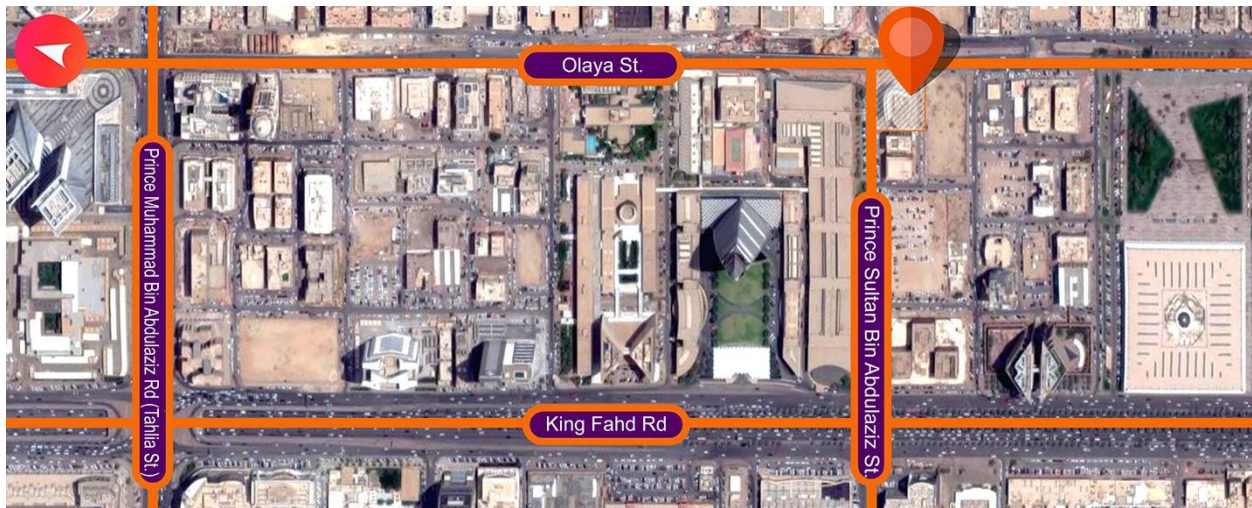 Olaya St.
Prince Muhammad Bin Abdulaziz Rd (Tahlia St.)
Prince Sultan Bin Abdulaziz St.
King Fahd Rd